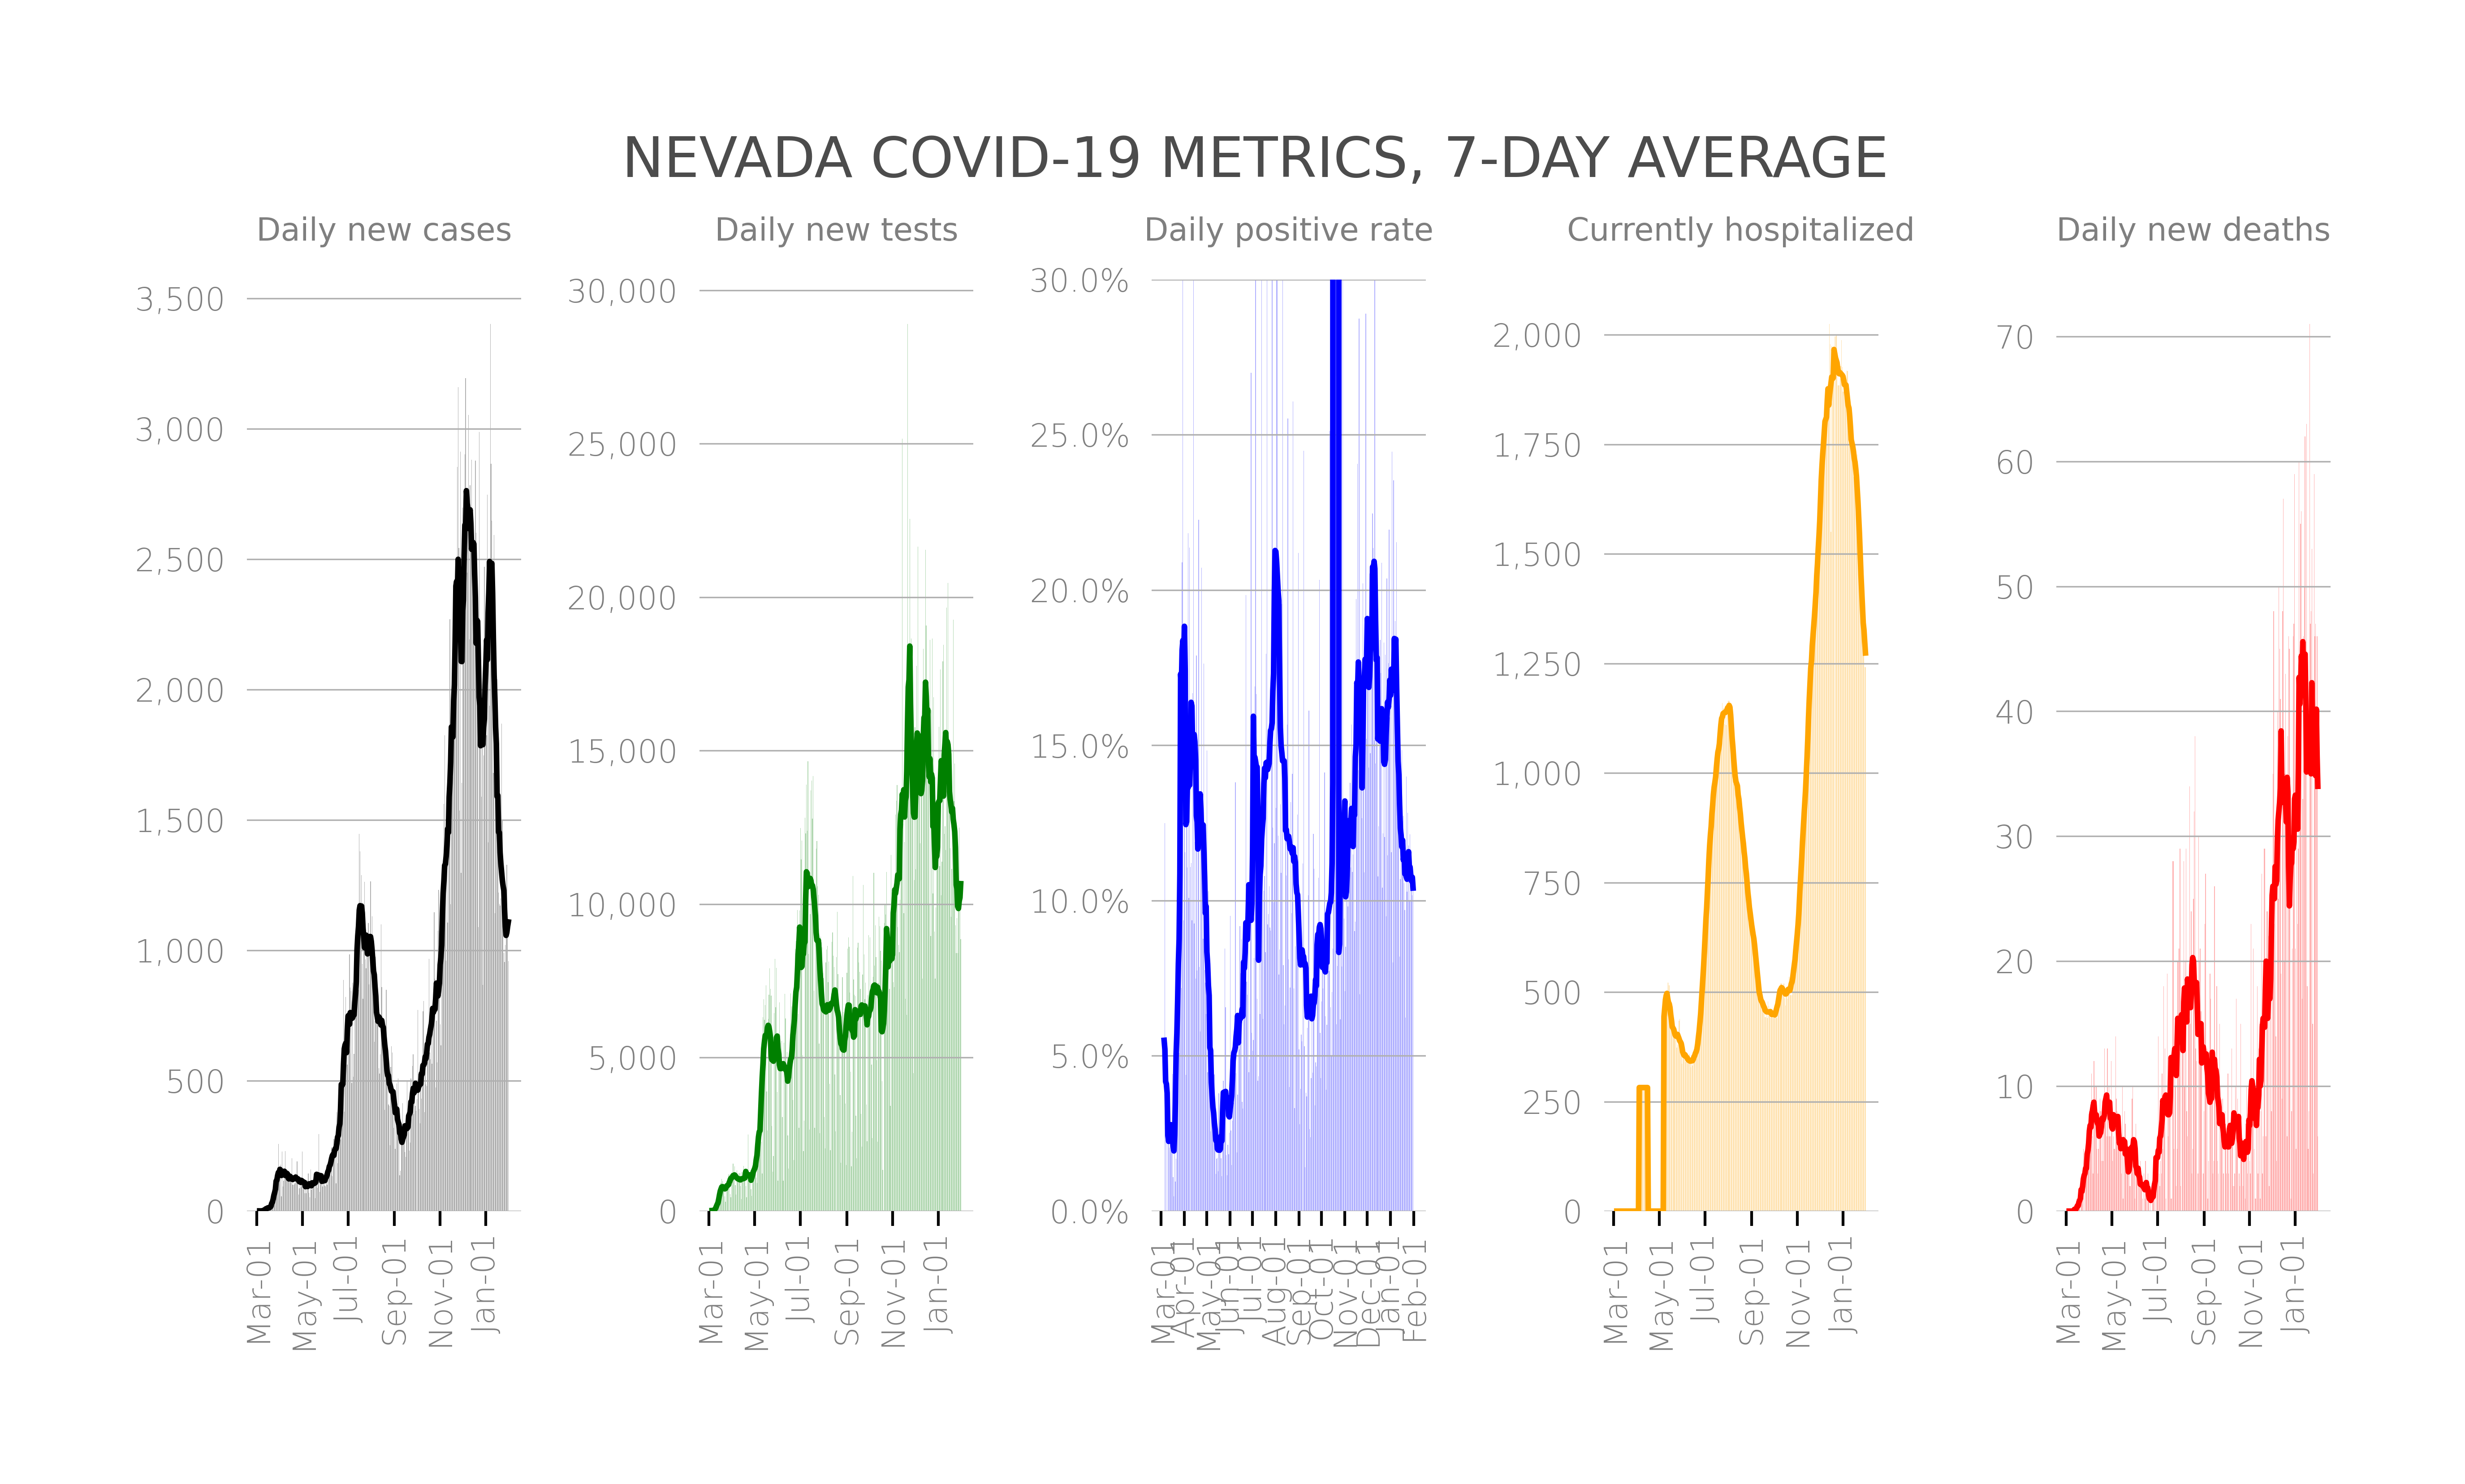 NEVADA COVID-19 METRICS, 7-DAY AVERAGE
Daily new cases
3,500
3,000
2,500
2,000
1,500
1,000
500
0
Mar-01
May-01
Jul-01
Sep-01
Nov-01
Jan-01
Daily new tests
30,000
25,000
20,000
15,000
10,000
5,000
0
Mar-01
May-01
Jul-01
Sep-01
Nov-01
Jan-01
Daily positive rate
30.0%
25.0%
20.0%
15.0%
10.0%
5.0%
0.0%
Mar-01
Apr-01
May-01
Jun-01
Jul-01
Aug-01
Sep-01
Oct-01
Nov-01
Dec-01
Jan-01
Feb-01
Currently hospitalized
2,000
1,750
1,500
1,250
1,000
750
500
250
0
Mar-01
May-01
Jul-01
Sep-01
Nov-01
Jan-01
Daily new deaths
70
60
50
40
30
20
10
0
Mar-01
May-01
Jul-01
Sep-01
Nov-01
Jan-01